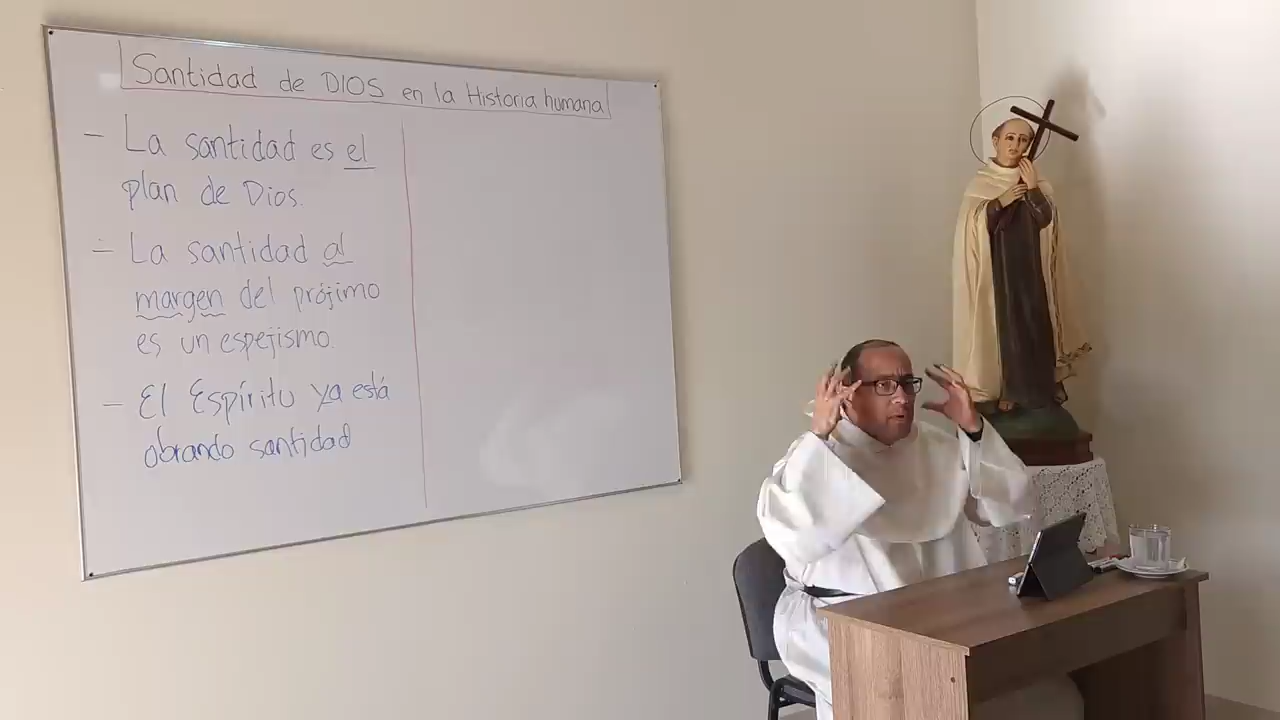 Santidad de DIOS en la Historia humana
- La santidad es el
plan de Dios.
- La santidad al
margen del prójimo
es un espejismo.
- El Espíritu ya está
obrando santidad